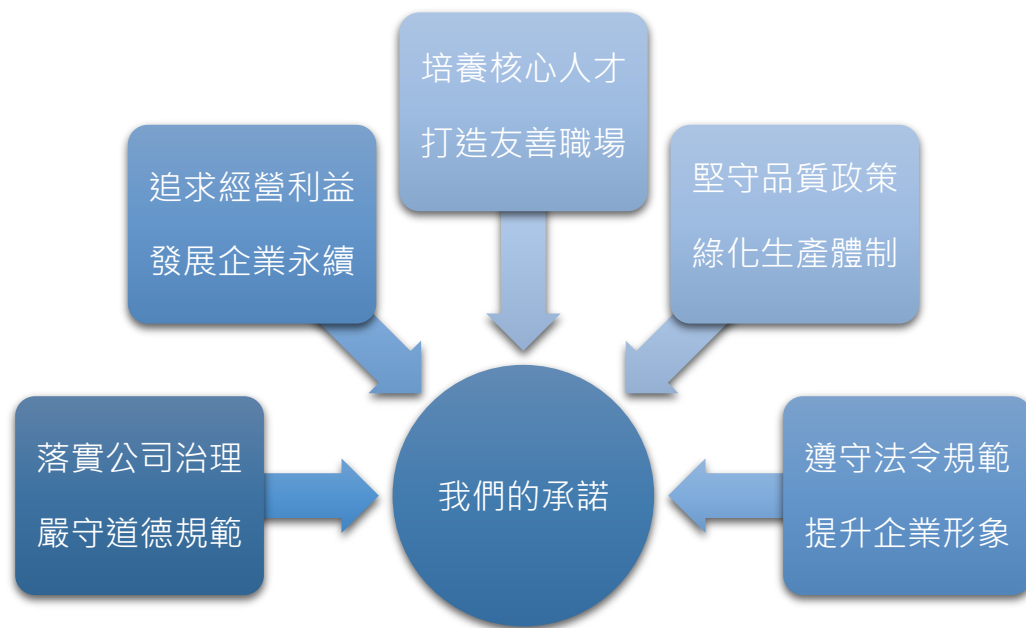 培養核心人才
打造友善職場
追求經營利益
發展企業永續
堅守品質政策
綠化生產體制
落實公司治理
嚴守道德規範
我們的承諾
遵守法令規範
提升企業形象